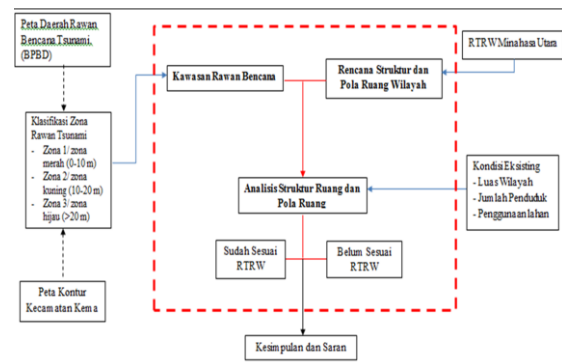 Peta Daerah Rawan
Bencana Tsunami,
(BPBD)
Klasifikasi Zona
Rawan Tsunami
- Zona 1/ zona
merah (0-10 m)
- Zona 2/ zona
kuning (10-20 m)
- Zona 3/ zona
hijau (>20 m)
Peta Kontur
Kecamatan Kema
Kawasan Rawan Bencana
Rencana Struktur dan
Pola Ruang Wilayah
RTRW Minahasa Utara
Analisis Struktur Ruang dan
Pola Ruang
Kondisi Eksisting
- Luas Wilayah
- Jumlah Penduduk
- Penggunaan lahan
Sudah Sesuai
RTRW
Belum Sesuai
RTRW
Kesimpulan dan Saran